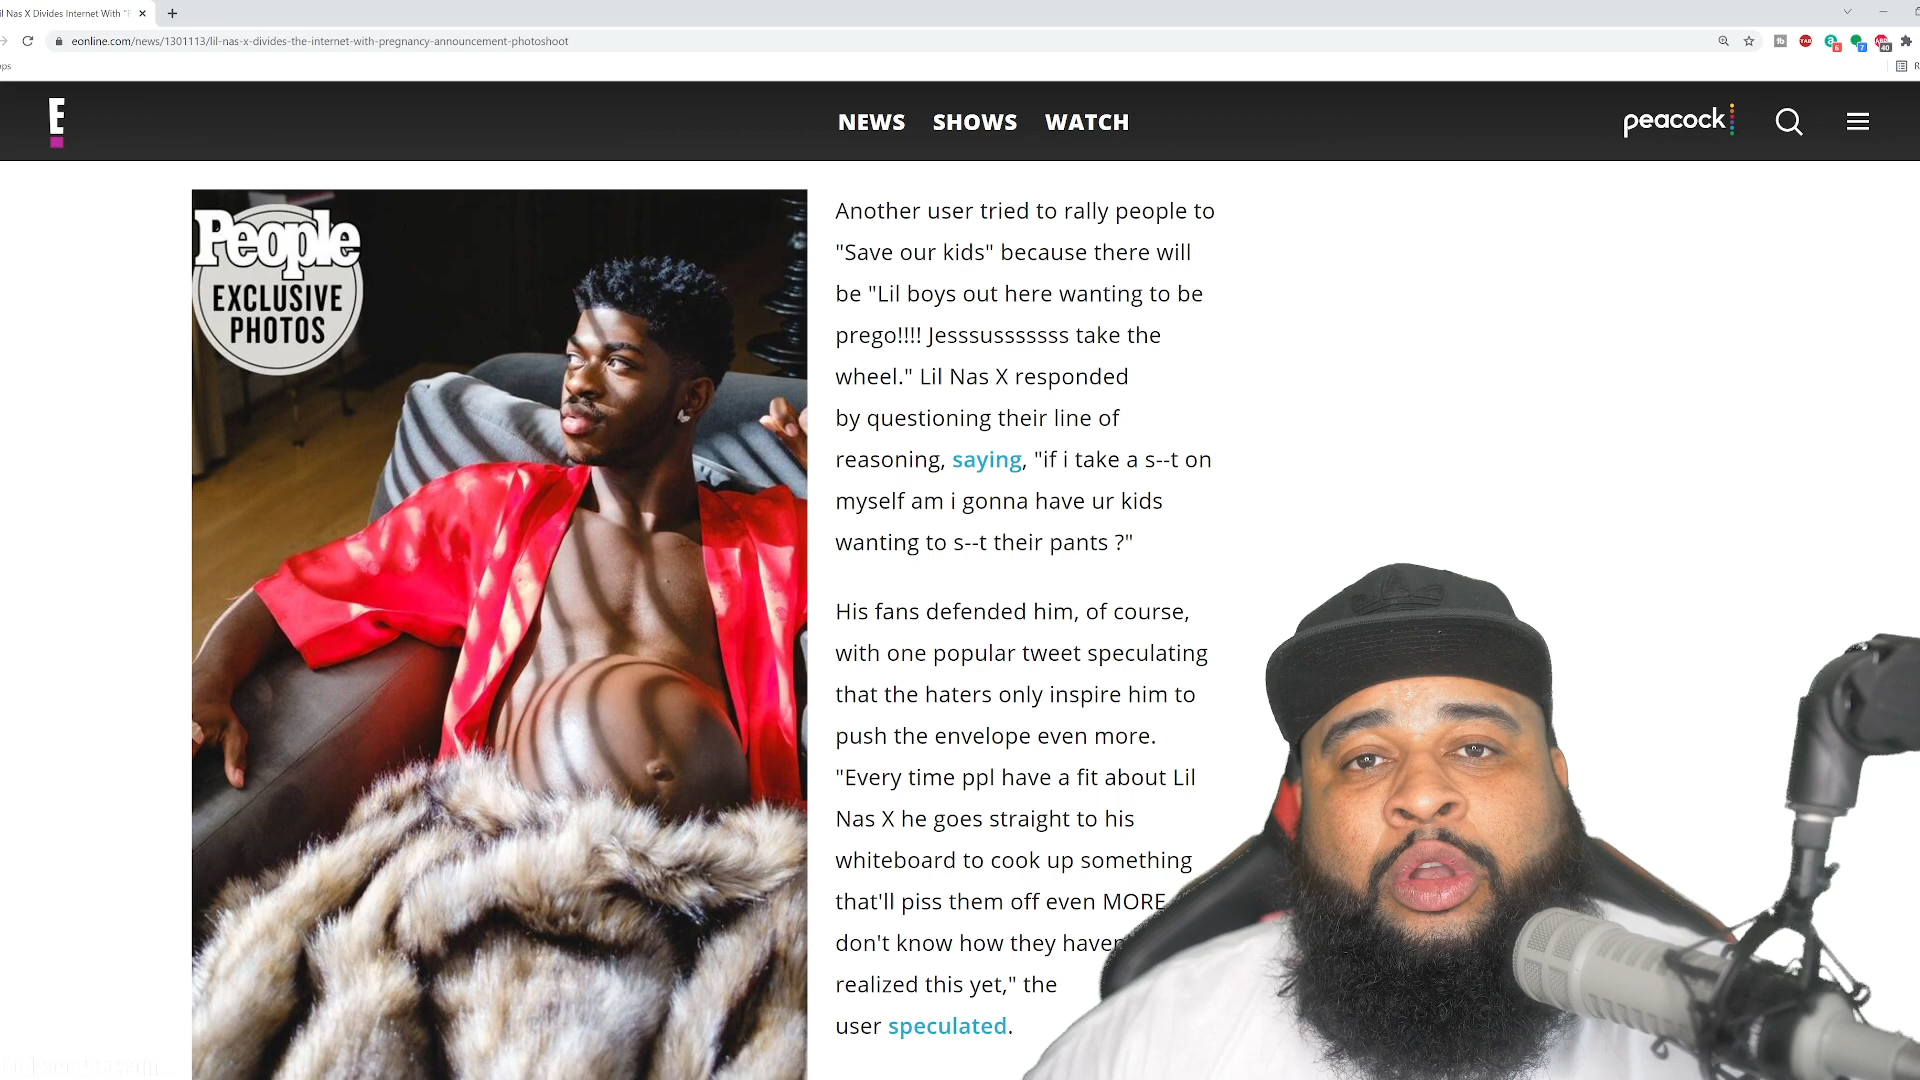 il Nas X Divides Internet With "P
eonline.com/news/1301113/lil-nas-x-divides-the-internet-with-pregnancy-announcement-photoshoot
E
NEWS SHOWS WATCH
peacock
People
EXCLUSIVE
PHOTOS
Another user tried to rally people to
"Save our kids" because there will
be "Lil boys out here wanting to be
prego!!!! Jesssusssssss take the
wheel." Lil Nas X responded
by questioning their line of
reasoning, saying, "if i take a s--t on
myself am i gonna have ur kids
wanting to s--t their pants ?"
His fans defended him, of course,
with one popular tweet speculating
that the haters only inspire him to
push the envelope even more.
"Every time ppl have a fit about Lil
Nas X he goes straight to his
whiteboard to cook up something
that'll piss them off even MORE
don't know how they haven
realized this yet," the
user speculated.